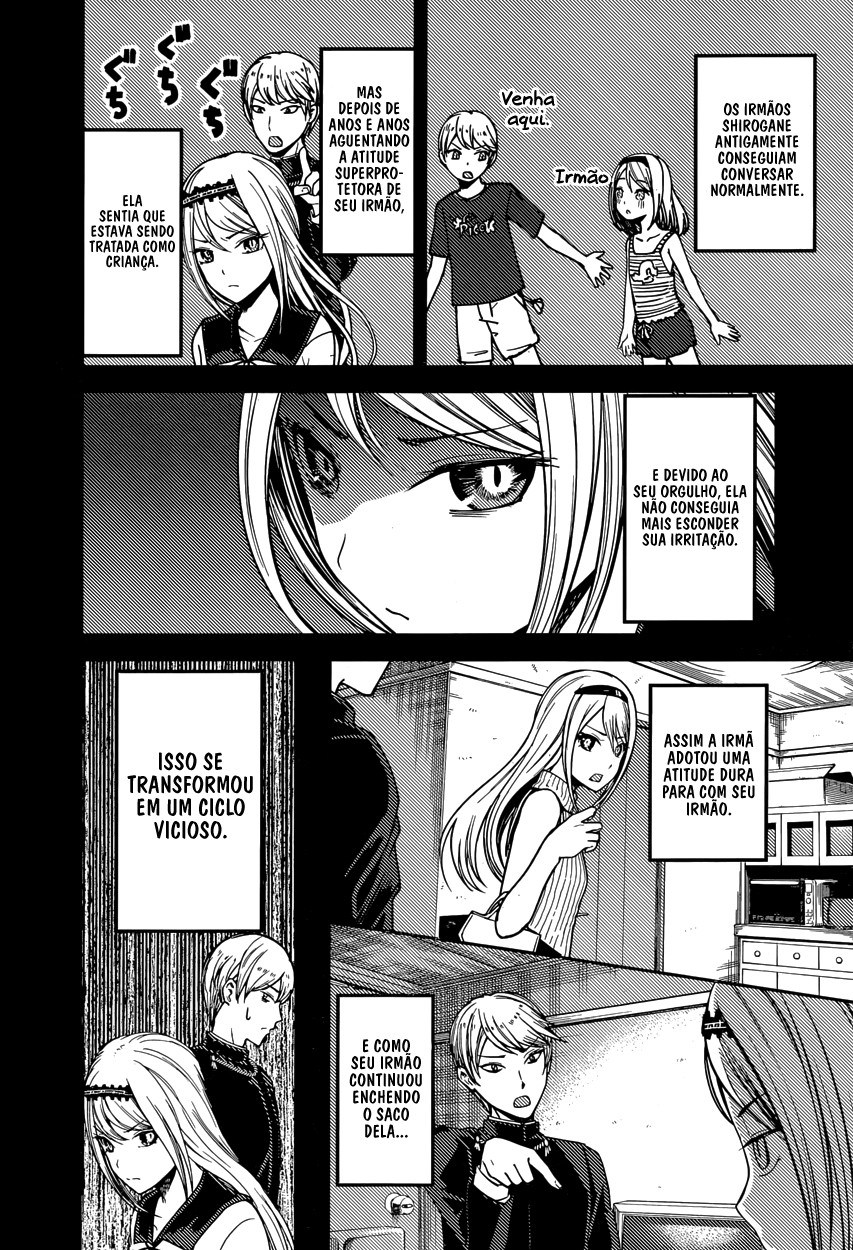 OS IRMÃOS
SHIROGANE
ANTIGAMENTE
CONSEGUIAM
CONVERSAR
NORMALMENTE.
Venha
aqui.
Irmão
MAS
DEPOIS DE
ANOS E ANOS
AGUENTANDO
A ATITUDE
SUPERPRO-
TETORA DE
SEU IRMÃO,
ぐち
ぐち
ぐち
ELA
SENTIA QUE
ESTAVA SENDO
TRATADA COMO
CRIANÇA.
E DEVIDO AO
SEU ORGULHO, ELA
NÃO CONSEGUIA
MAIS ESCONDER
SUA IRRITAÇÃO.
ASSIM A IRMÃ
ADOTOU UMA
ATITUDE DURA
PARA COM SEU
IRMÃO.
E COMO
SEU IRMÃO
CONTINUOU
ENCHENDO
O SACO
DELA...
ISSO SE
TRANSFORMOU
EM UM CICLO
VICIOSO.